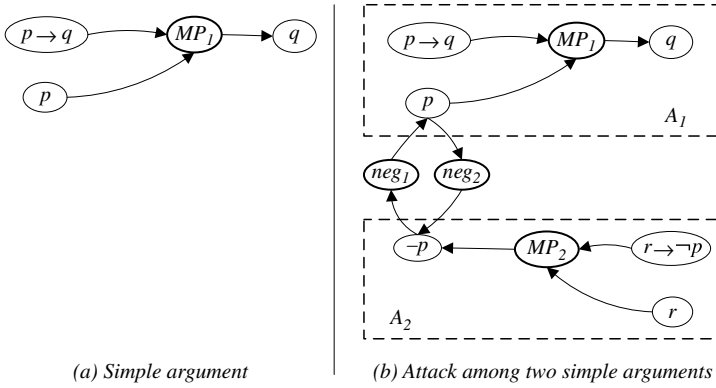 p → q
MP1
q
p
(a) Simple argument
p → q
MP1
q
p
A1
neg1
neg2
–p
MP2
r→¬p
r
A2
(b) Attack among two simple arguments